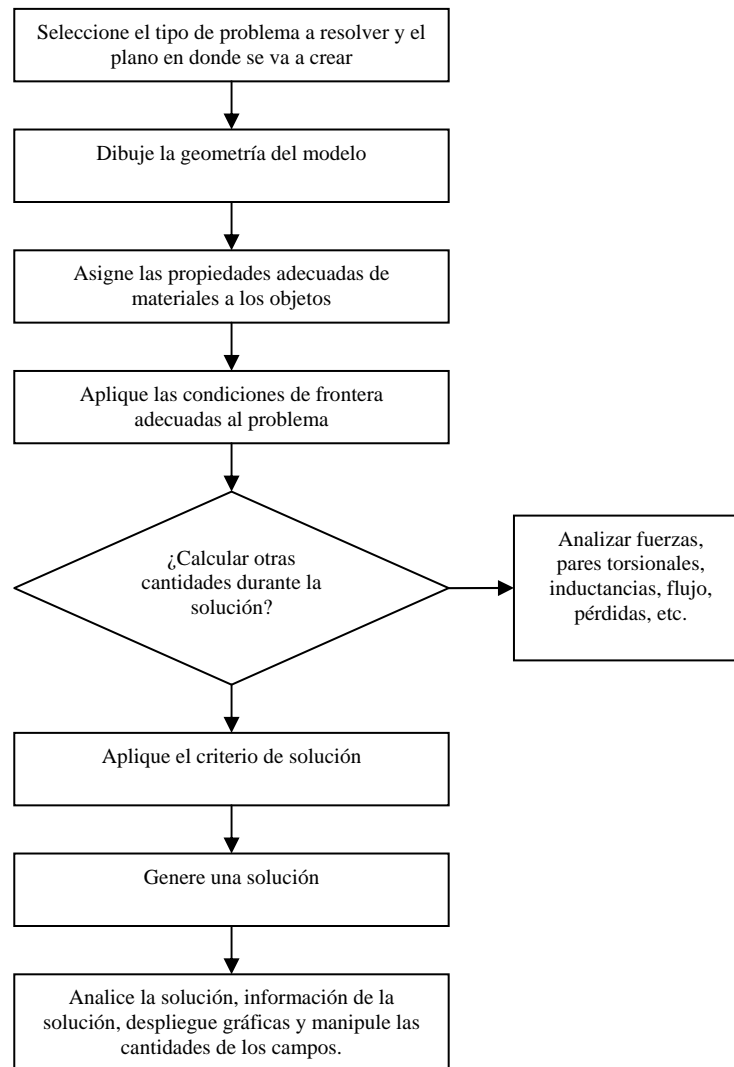 Seleccione el tipo de problema a resolver y el
plano en donde se va a crear
Dibuje la geometría del modelo
Asigne las propiedades adecuadas de
materiales a los objetos
Aplique las condiciones de frontera
adecuadas al problema
¿Calcular otras
cantidades durante la
solución?
Analizar fuerzas,
pares torsionales,
inductancias, flujo,
pérdidas, etc.
Aplique el criterio de solución
Genere una solución
Analice la solución, información de la
solución, despliegue gráficas y manipule las
cantidades de los campos.